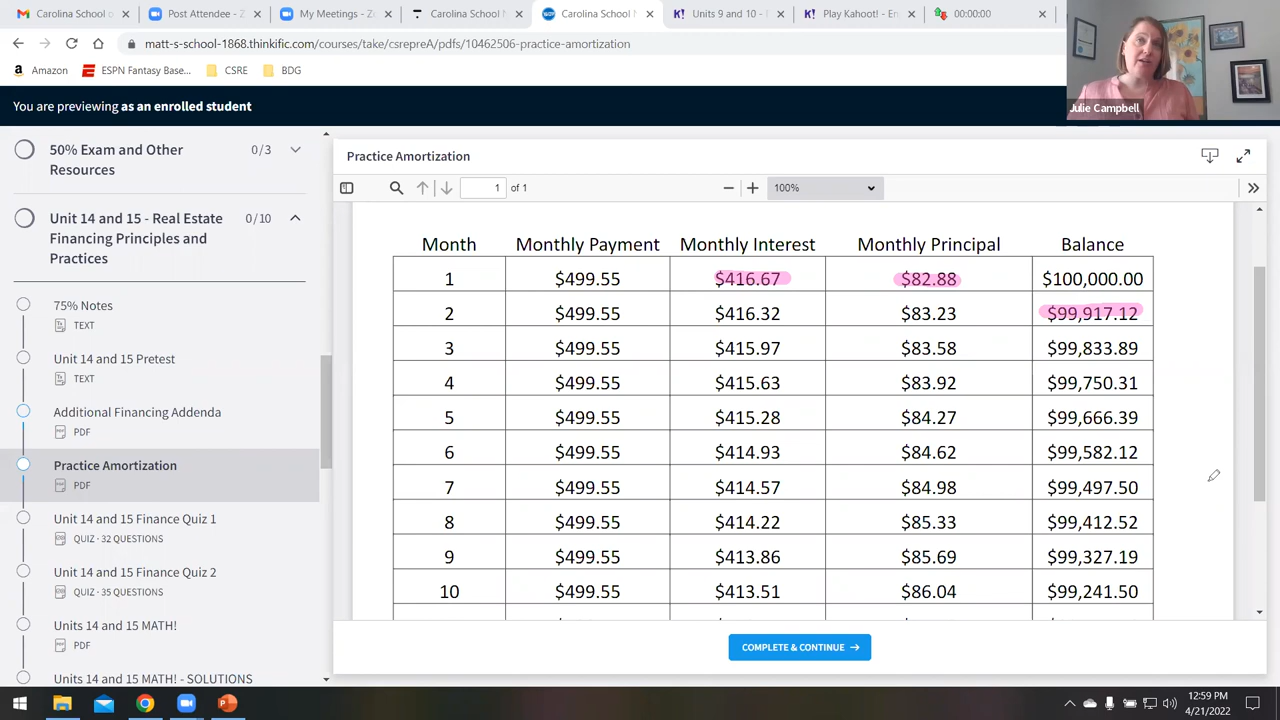 Carolina School o
Post Attendee - Z
My Meetings - Zo
Carolina School N
Carolina School N
Units 9 and 10 -
Play Kahoot! - En
00:00:00
matt-s-school-1868.thinkific.com/courses/take/csrepreA/pdfs/10462506-practice-amortization
Amazon
ESPN Fantasy Base...
CSRE
BDG
Julie Campbell
You are previewing as an enrolled student
50% Exam and Other
Resources
0/3
Unit 14 and 15 - Real Estate
Financing Principles and
Practices
0/10
75% Notes
TEXT
Unit 14 and 15 Pretest
TEXT
Additional Financing Addenda
PDF
Practice Amortization
PDF
Unit 14 and 15 Finance Quiz 1
QUIZ · 32 QUESTIONS
Unit 14 and 15 Finance Quiz 2
QUIZ · 35 QUESTIONS
Units 14 and 15 MATH!
PDF
Units 14 and 15 MATH! - SOLUTIONS
Practice Amortization
1 of 1
100%
Month Monthly Payment Monthly Interest Monthly Principal Balance
1 $499.55 $416.67 $82.88 $100,000.00
2 $499.55 $416.32 $83.23 $99,917.12
3 $499.55 $415.97 $83.58 $99,833.89
4 $499.55 $415.63 $83.92 $99,750.31
5 $499.55 $415.28 $84.27 $99,666.39
6 $499.55 $414.93 $84.62 $99,582.12
7 $499.55 $414.57 $84.98 $99,497.50
8 $499.55 $414.22 $85.33 $99,412.52
9 $499.55 $413.86 $85.69 $99,327.19
10 $499.55 $413.51 $86.04 $99,241.50
COMPLETE & CONTINUE →
12:59 PM
4/21/2022